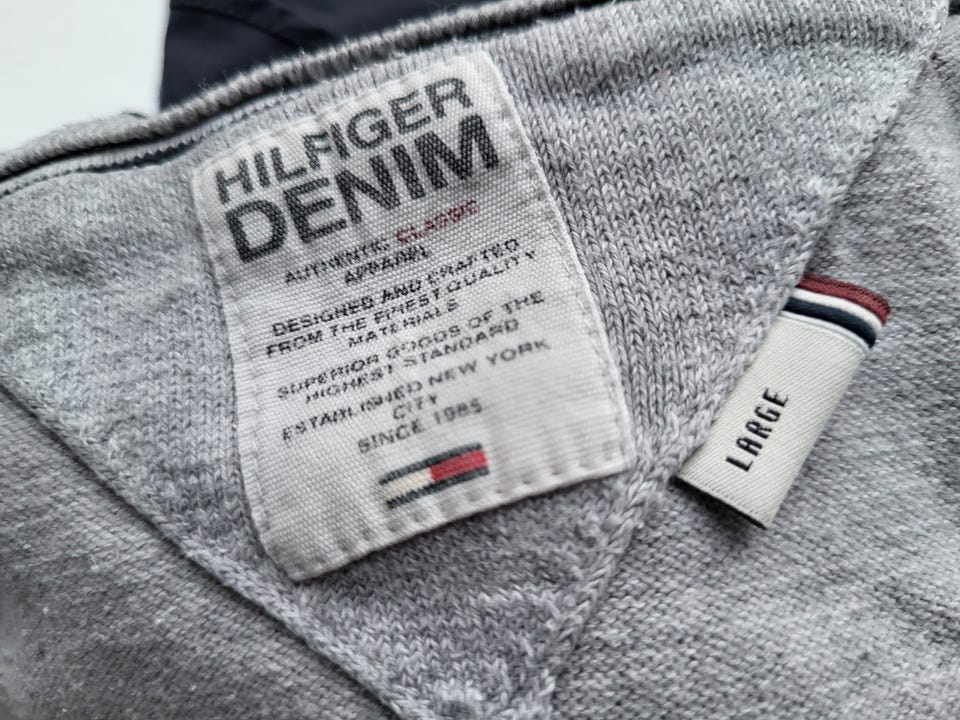 HILFIGER
DENIM
AUTHENTIC CLASSIC
APPAREL
DESIGNED AND CRAFTED
FROM THE FINEST QUALITY
MATERIALS
SUPERIOR GOODS OF THE
HIGHEST STANDARD
ESTABLISHED NEW YORK
CITY
SINCE 1985
LARGE